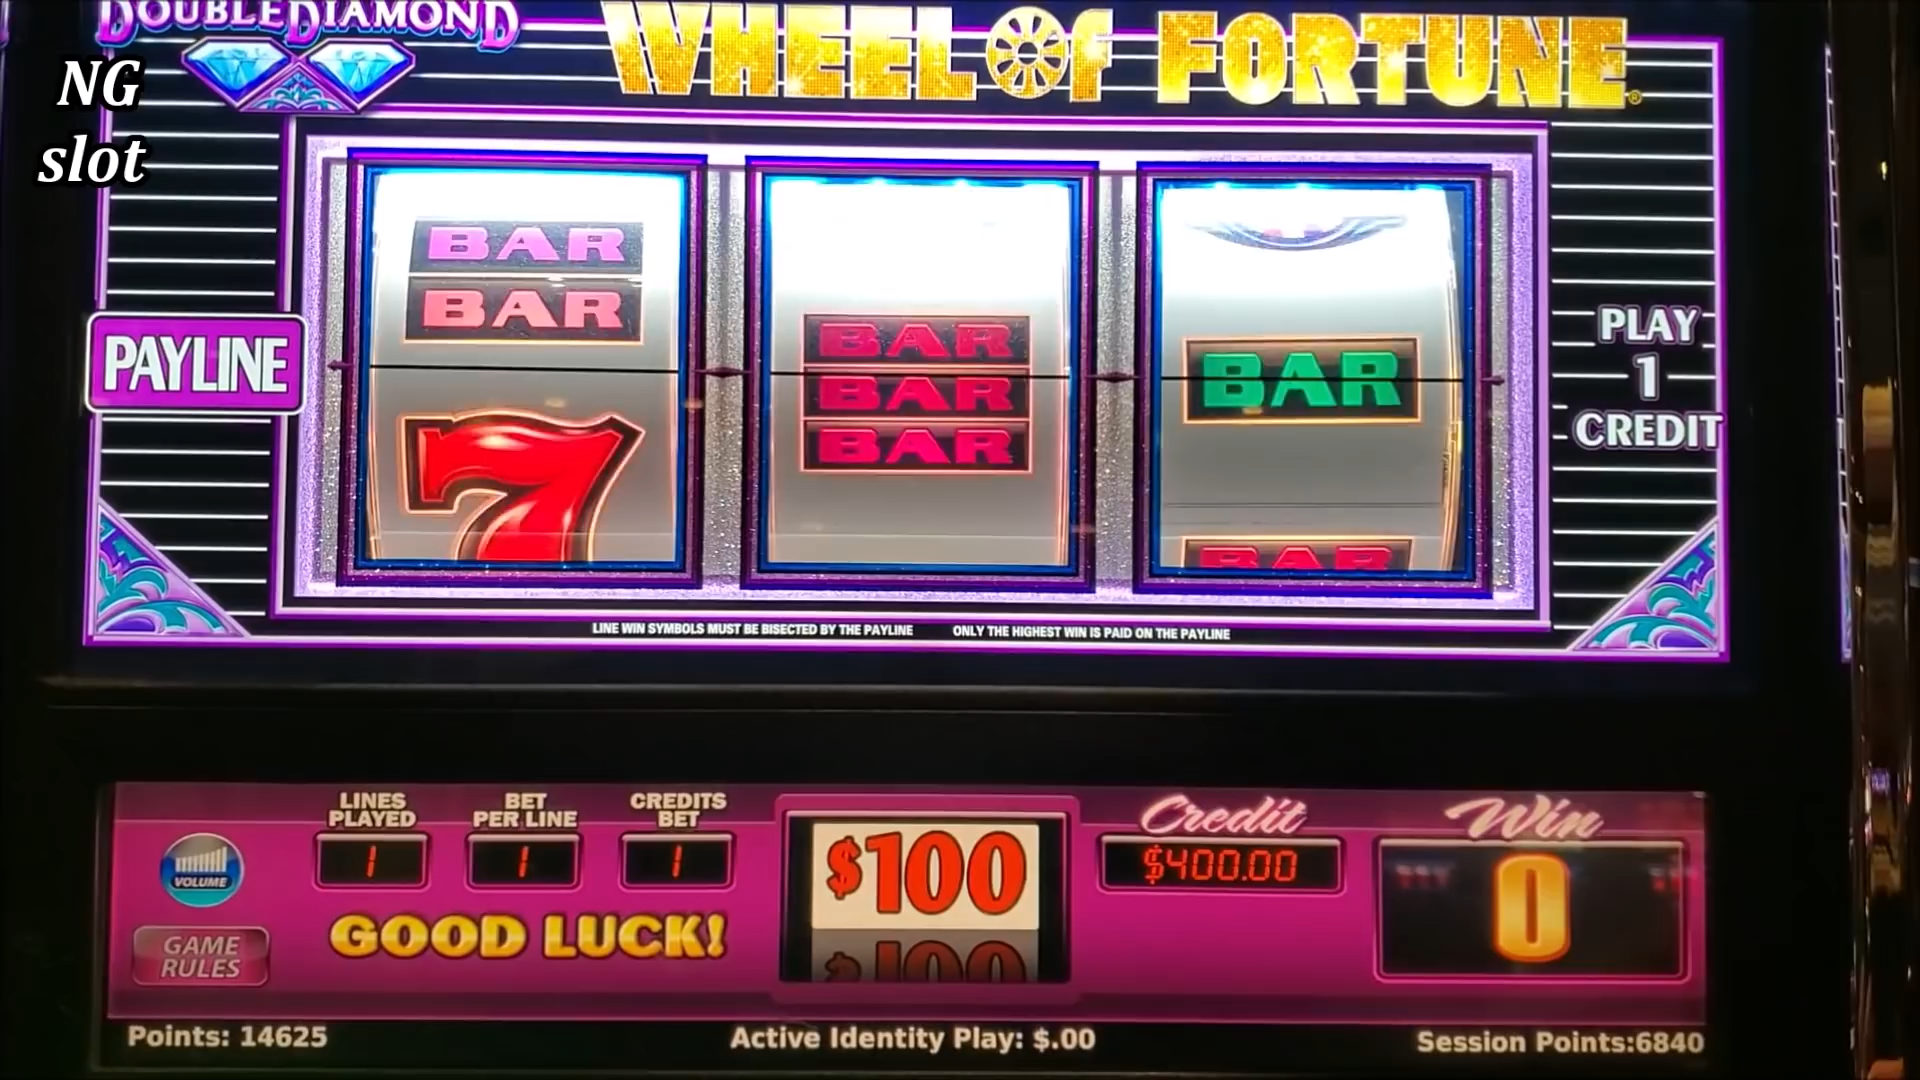 DOUBLE DIAMOND
WHEEL OF FORTUNE®
NG
slot
BAR
BAR
BAR
BAR
BAR
BAR
7
BAR
PAYLINE
PLAY
1
CREDIT
LINE WIN SYMBOLS MUST BE BISECTED BY THE PAYLINE
ONLY THE HIGHEST WIN IS PAID ON THE PAYLINE
LINES PLAYED
1
BET PER LINE
1
CREDITS BET
1
$100
$100
Credit
$400.00
Win
0
VOLUME
GOOD LUCK!
GAME
RULES
Points: 14625
Active Identity Play: $.00
Session Points:6840